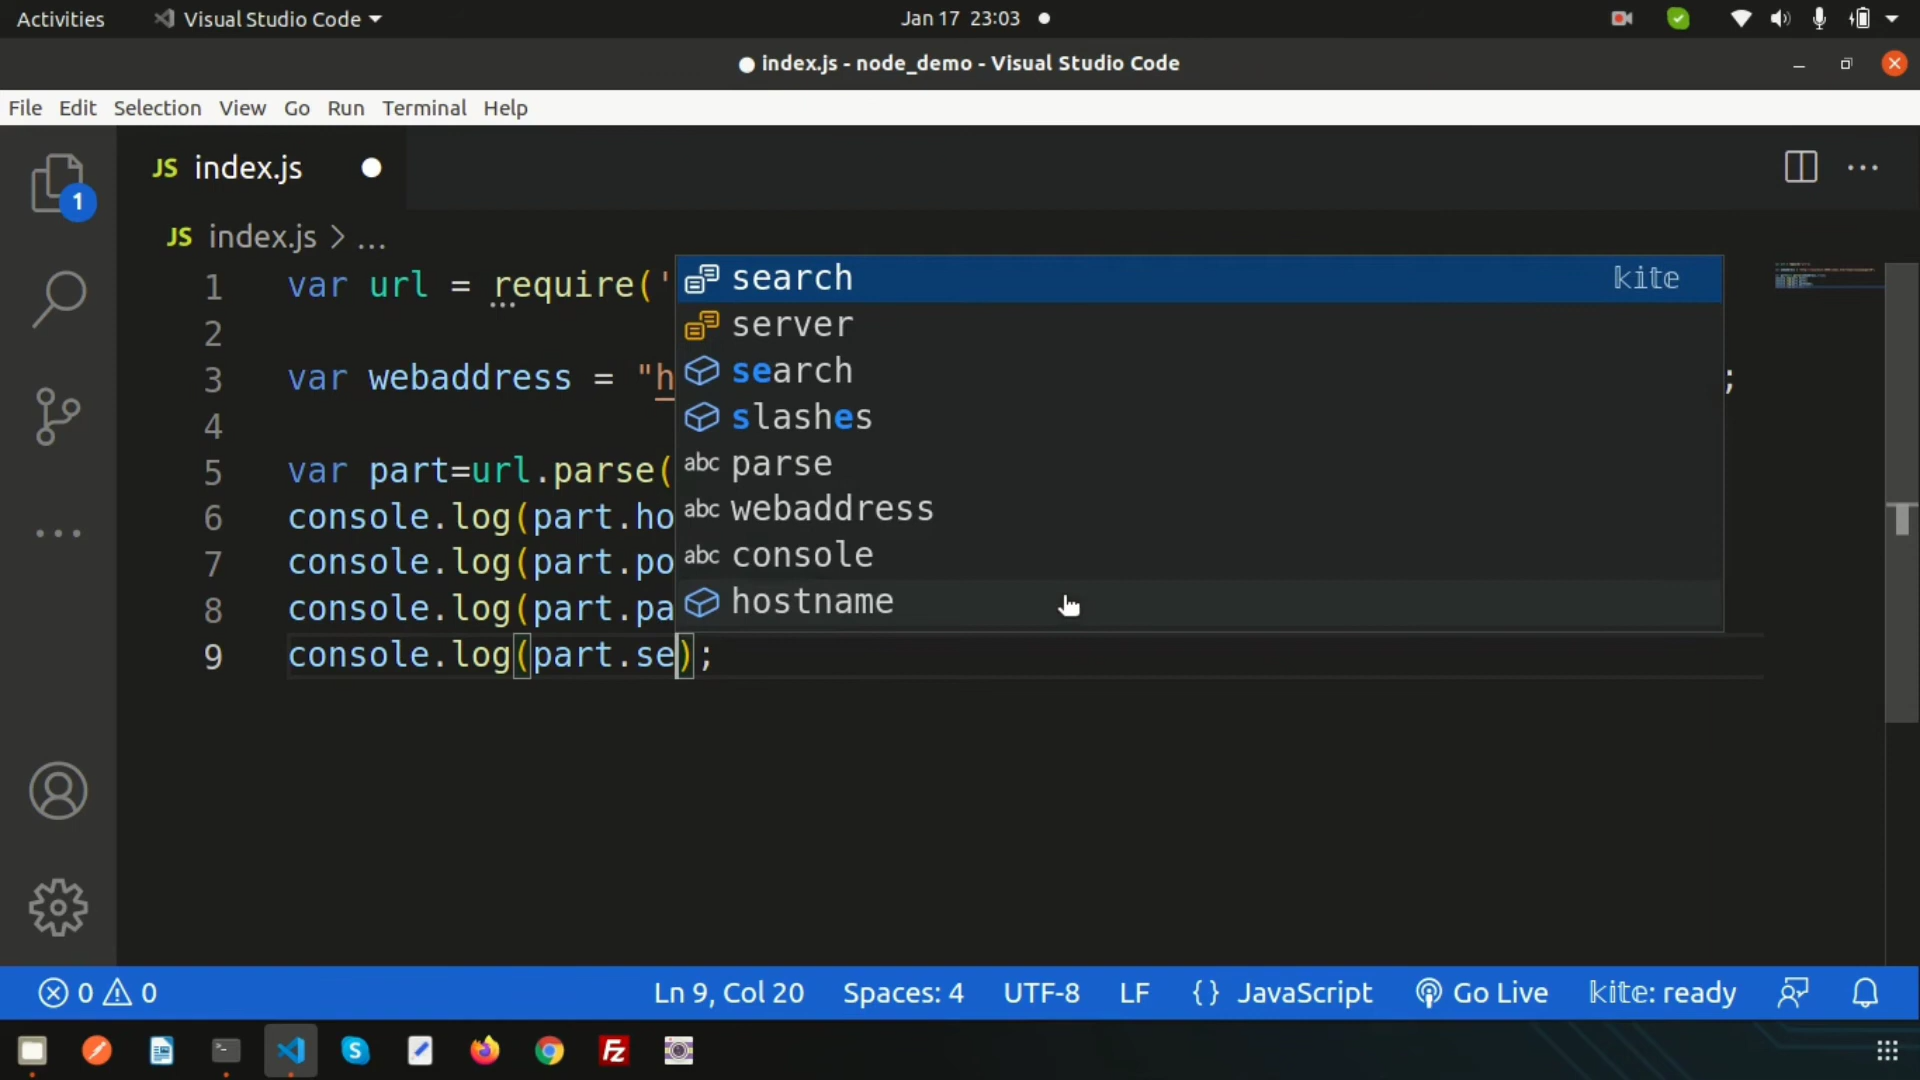 Activities Visual Studio Code Jan 17 23:03
index.js - node_demo - Visual Studio Code
File Edit Selection View Go Run Terminal Help
1
JS index.js
JS index.js > ...
1 var url = require('
2
3 var webaddress = "h ;
4
5 var part=url.parse(
6 console.log(part.ho
7 console.log(part.po
8 console.log(part.pa
9 console.log(part.se);
search kite
server
search
slashes
abc parse
abc webaddress
abc console
hostname
0 0 Ln 9, Col 20 Spaces: 4 UTF-8 LF {} JavaScript Go Live kite: ready